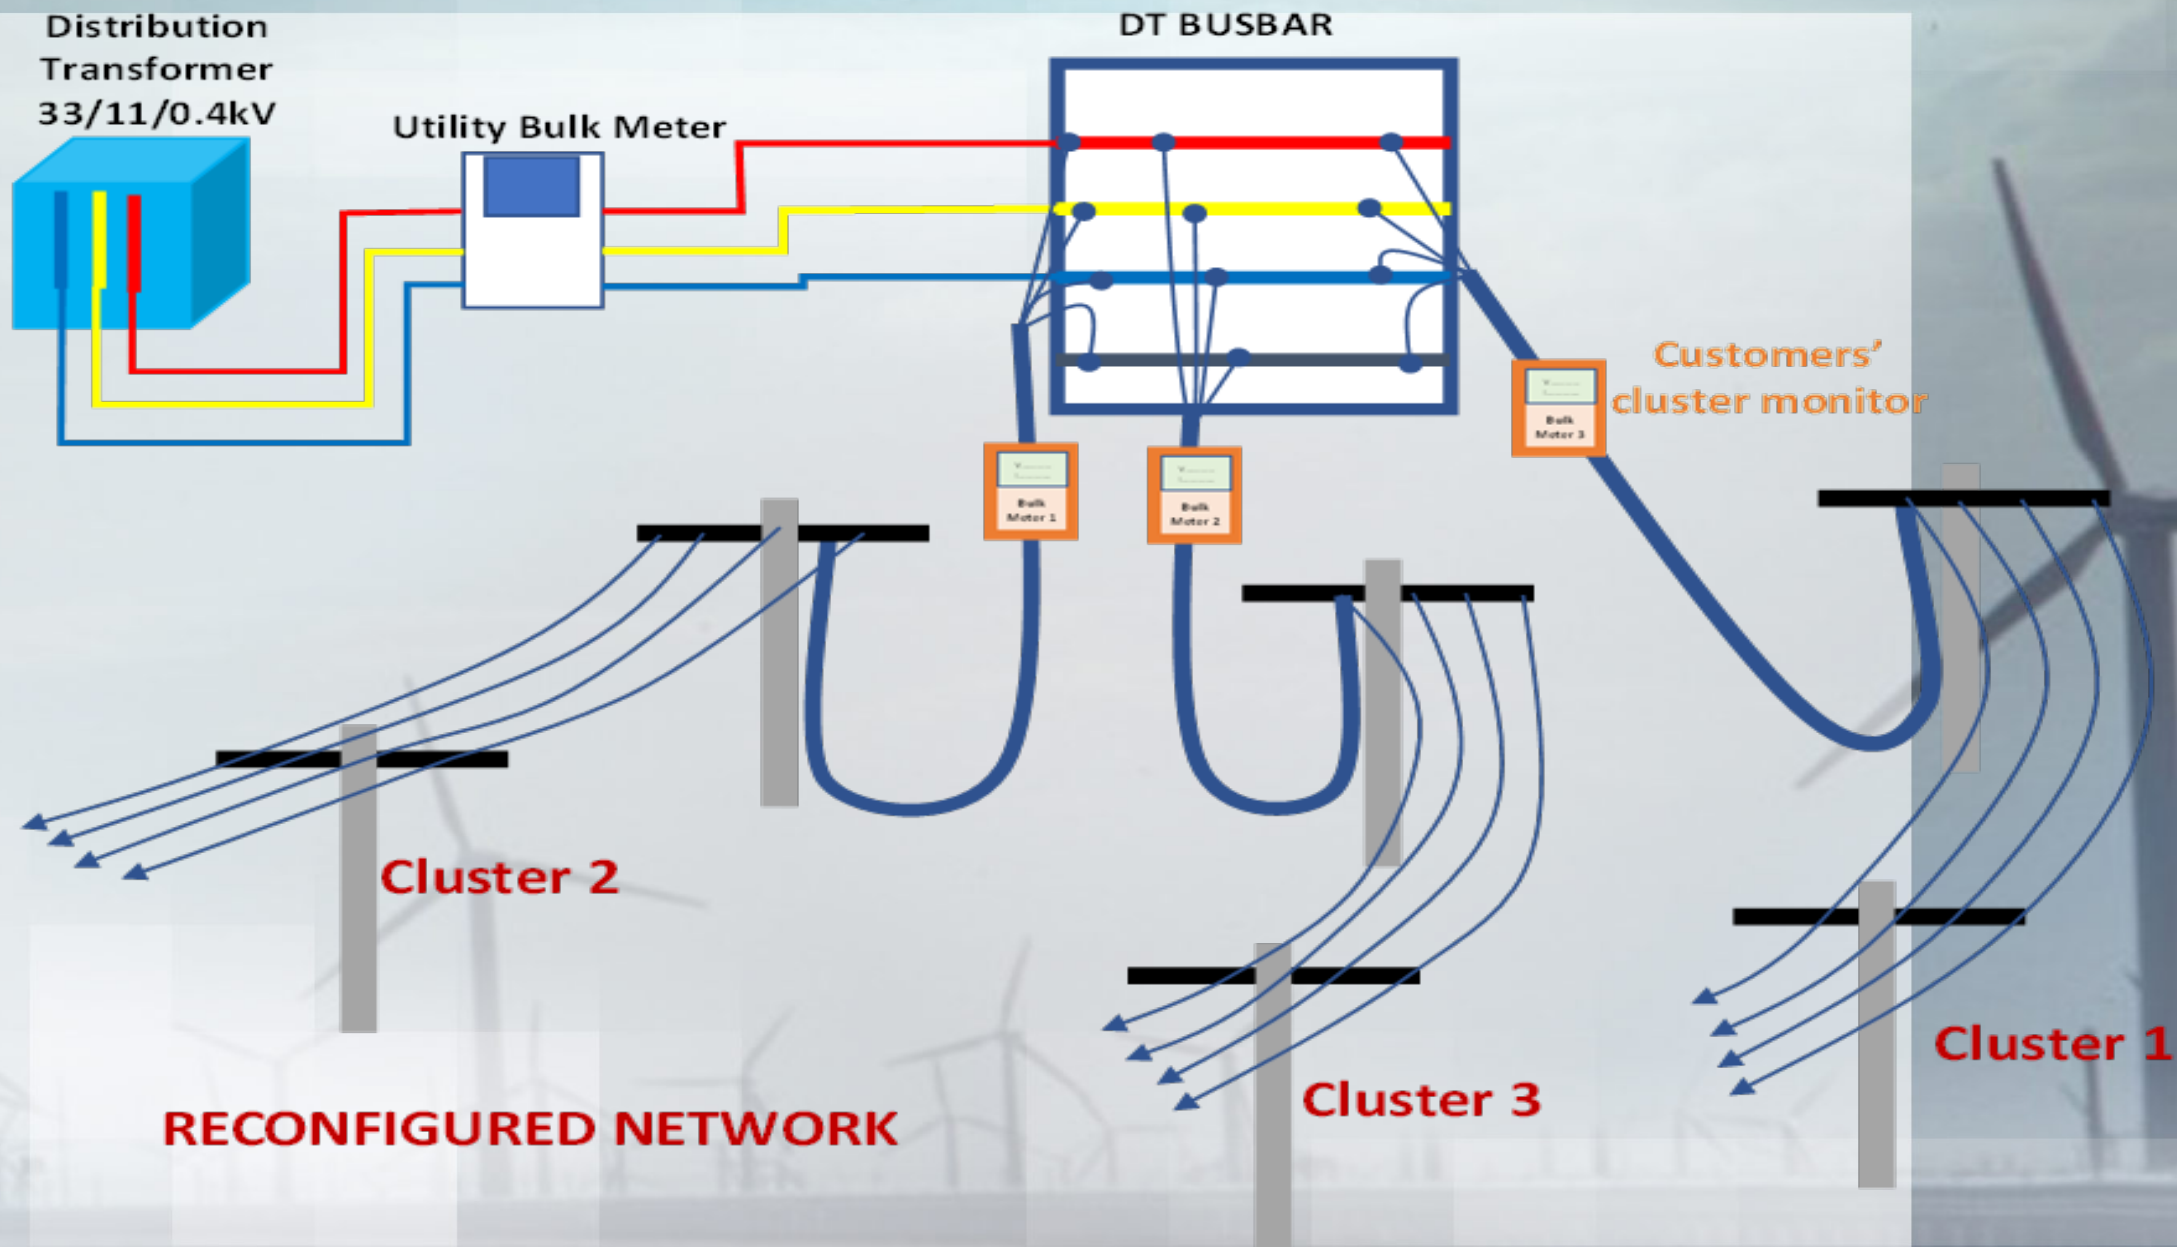 Distribution
Transformer
33/11/0.4kV
Utility Bulk Meter
DT BUSBAR
Customers’
cluster monitor
Bulk
Meter 3
Bulk
Meter 1
Bulk
Meter 2
Cluster 2
Cluster 3
Cluster 1
RECONFIGURED NETWORK